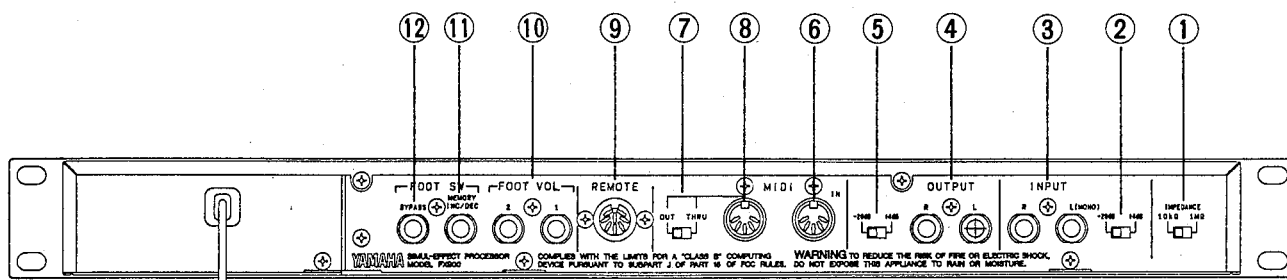 ⑫ ⑪ ⑩ ⑨ ⑦ ⑧ ⑥ ⑤ ④ ③ ② ①
FOOT SW FOOT VOL REMOTE MIDI OUTPUT INPUT
BYPASS MEMORY INC/DEC 2 1 OUT THRU IN -20dB +4dB R L R L(MONO) -20dB +4dB IMPEDANCE 10kΩ 1MΩ
YAMAHA SIMUL-EFFECT PROCESSOR MODEL FX900
COMPLIES WITH THE LIMITS FOR A "CLASS B" COMPUTING
DEVICE PURSUANT TO SUBPART J OF PART 15 OF FCC RULES.
WARNING TO REDUCE THE RISK OF FIRE OR ELECTRIC SHOCK,
DO NOT EXPOSE THIS APPLIANCE TO RAIN OR MOISTURE.